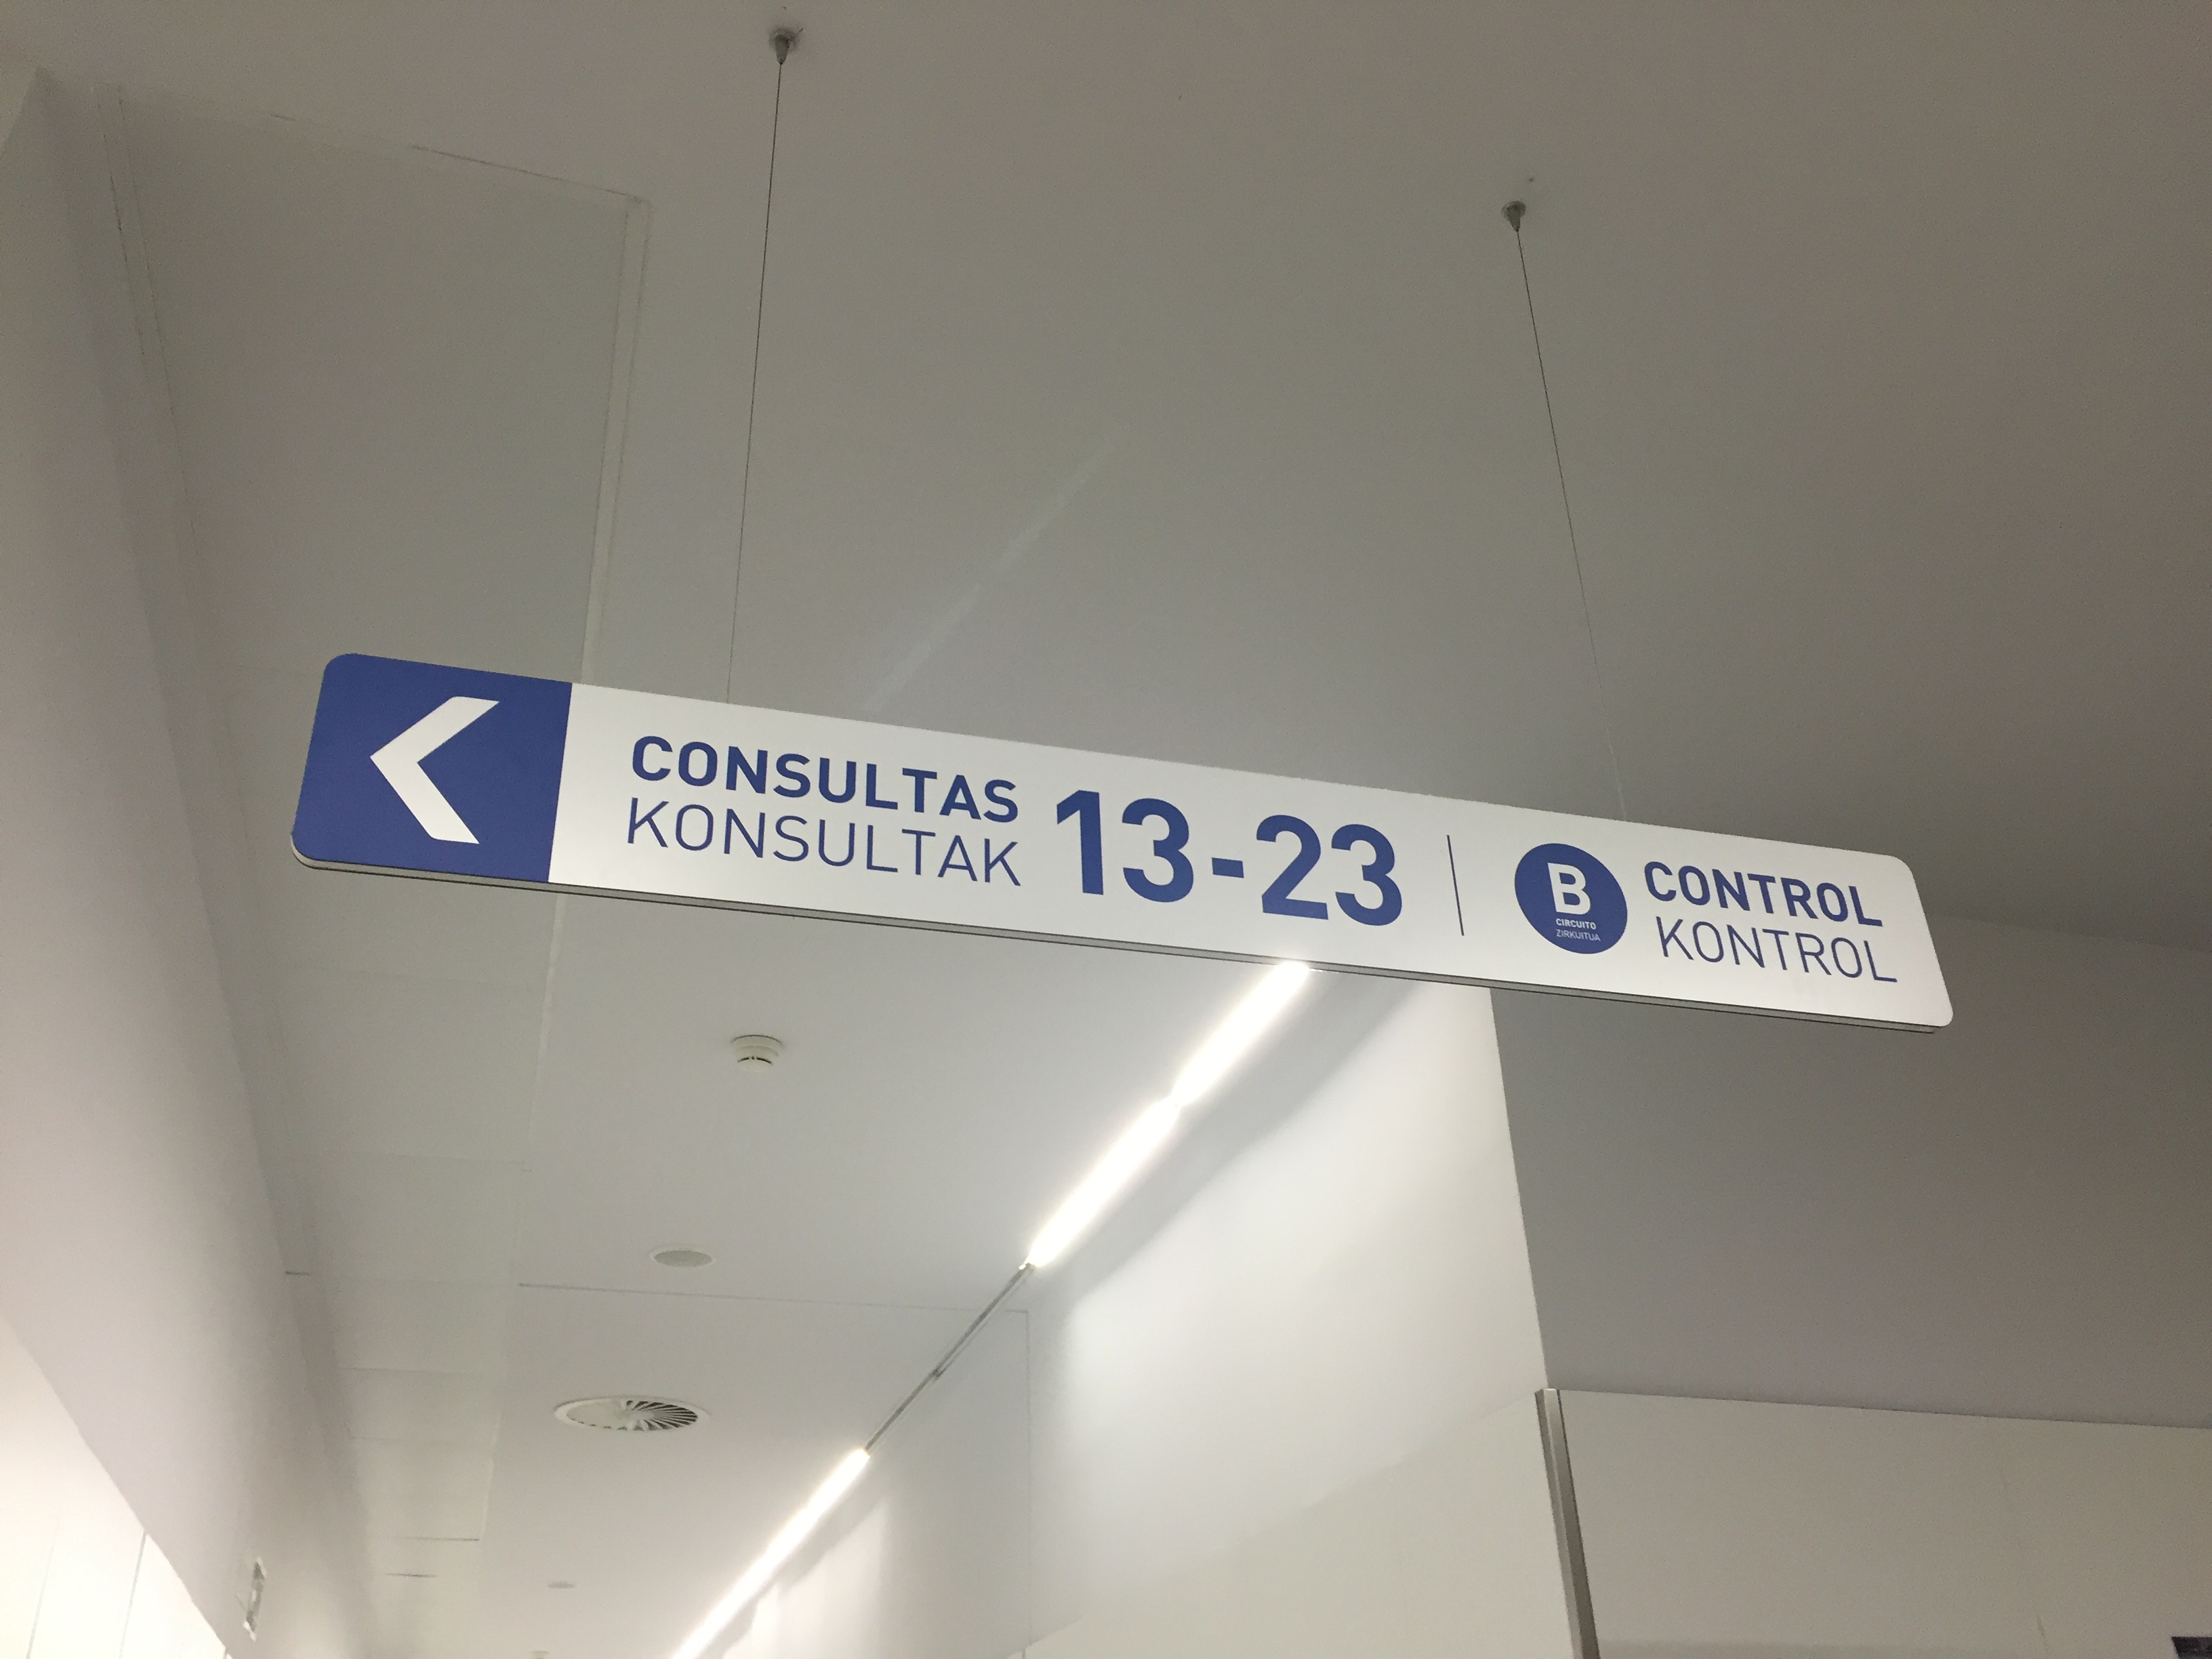 CONSULTAS
KONSULTAK
13-23
B
CIRCUITO
ZIRKUITUA
CONTROL
KONTROL